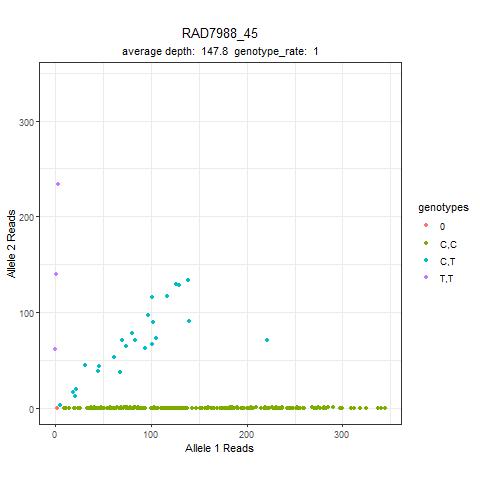 RAD7988_45
average depth: 147.8 genotype_rate: 1
Allele 2 Reads
300
200
100
0
0 100 200 300
Allele 1 Reads
genotypes
0
C,C
C,T
T,T